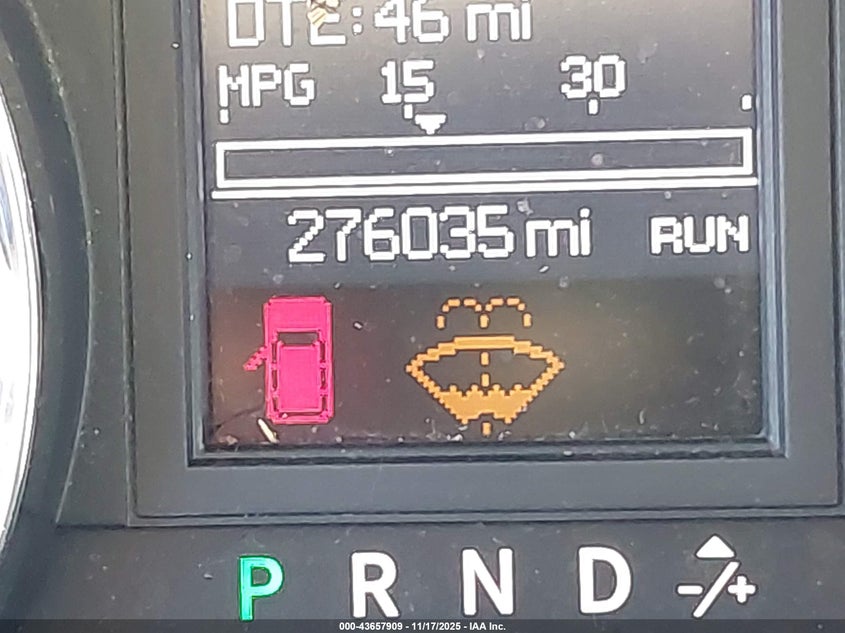 DTE: 46 mi
MPG 15 30
276035 mi RUN
P R N D -/+
000-43657909 - 11/17/2025 - IAA Inc.